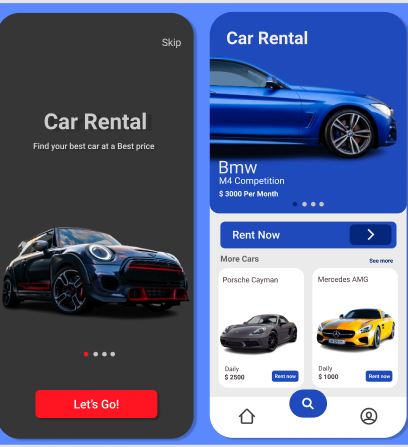 Skip
Car Rental
Find your best car at a Best price
Let's Go!
Car Rental
Bmw
M4 Competition
$ 3000 Per Month
Rent Now
More Cars
See more
Porsche Cayman
Daily
$ 2500
Rent now
Mercedes AMG
Daily
$ 1000
Rent now